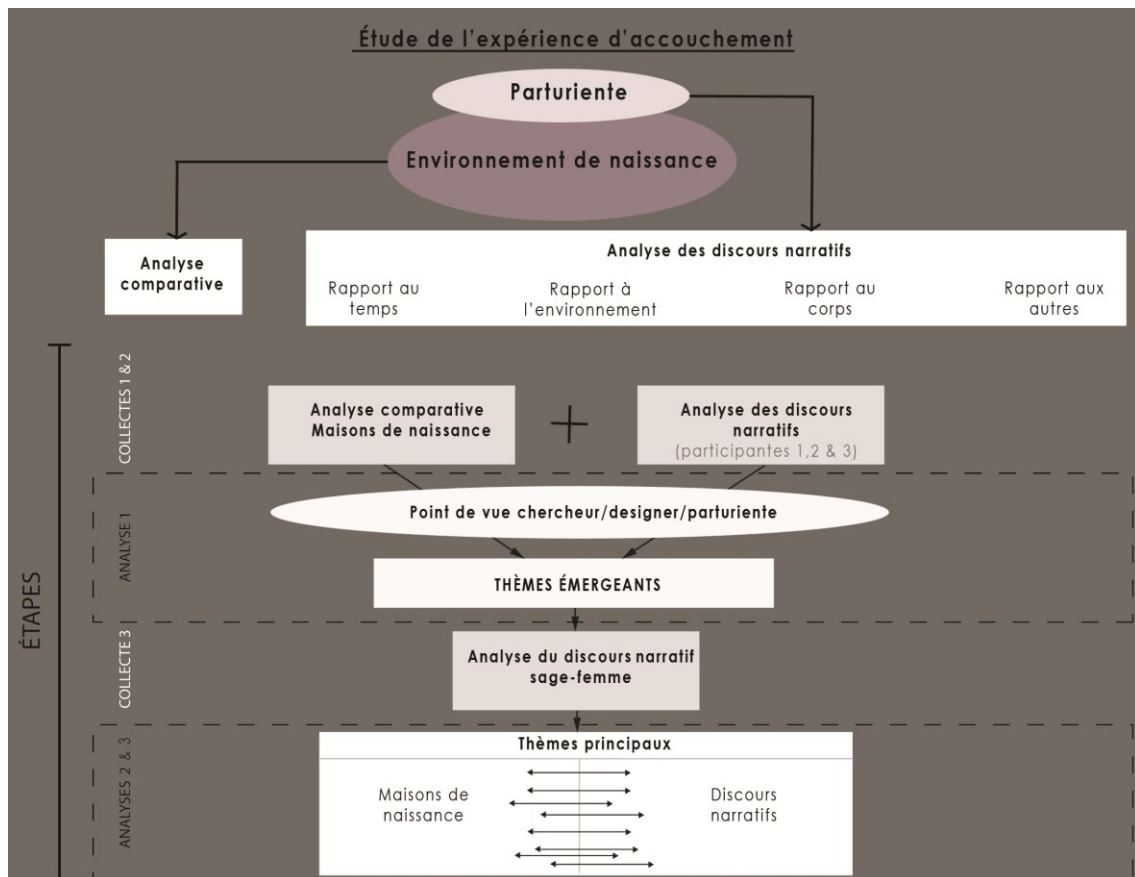 Étude de l'expérience d'accouchement
Parturiente
Environnement de naissance
Analyse
comparative
Analyse des discours narratifs
Rapport au
temps
Rapport à
l'environnement
Rapport au
corps
Rapport aux
autres
ÉTAPES
COLLECTES 1 & 2
Analyse comparative
Maisons de naissance
+
Analyse des discours
narratifs
(participantes 1,2 & 3)
ANALYSE 1
Point de vue chercheur/designer/parturiente
THÈMES ÉMERGEANTS
COLLECTE 3
Analyse du discours narratif
sage-femme
ANALYSES 2 & 3
Thèmes principaux
Maisons de
naissance
Discours
narratifs